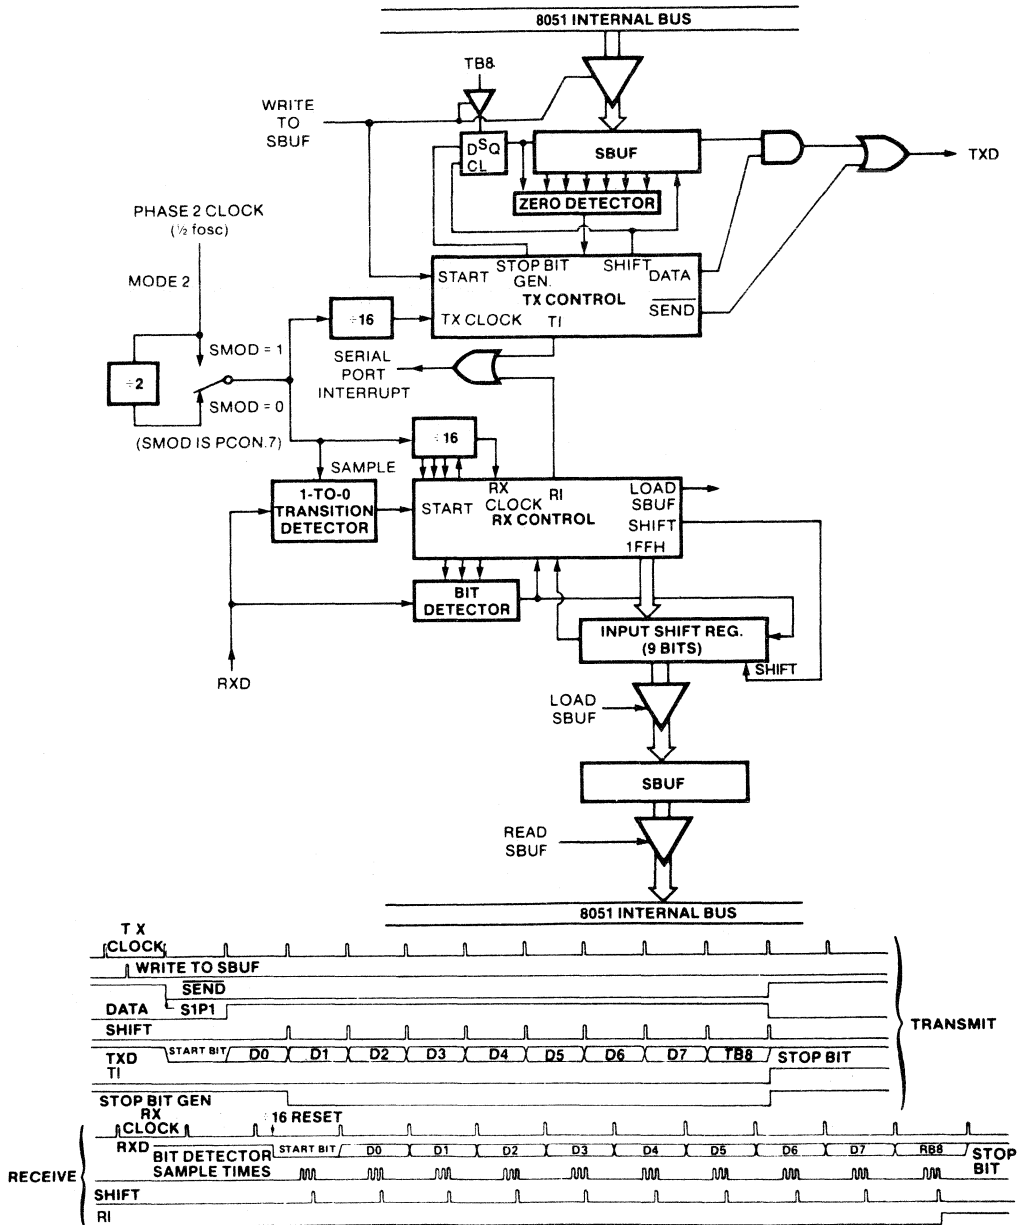 8051 INTERNAL BUS
TB8
WRITE
TO
SBUF
D S Q
CL
SBUF
TXD
ZERO DETECTOR
PHASE 2 CLOCK
(½ fosc)
MODE 2
START
STOP BIT
GEN.
SHIFT
DATA
TX CONTROL
SEND
TX CLOCK
TI
÷16
SMOD = 1
SERIAL
PORT
INTERRUPT
÷2
SMOD = 0
(SMOD IS PCON.7)
÷16
SAMPLE
1-TO-0
TRANSITION
DETECTOR
START
RX
CLOCK
RI
LOAD
SBUF
RX CONTROL
SHIFT
1FFH
BIT
DETECTOR
INPUT SHIFT REG.
(9 BITS)
RXD
SHIFT
LOAD
SBUF
SBUF
READ
SBUF
8051 INTERNAL BUS
TX
CLOCK
WRITE TO SBUF
SEND
DATA
S1P1
SHIFT
TRANSMIT
TXD
START BIT D0 D1 D2 D3 D4 D5 D6 D7 TB8 STOP BIT
TI
STOP BIT GEN
RX
CLOCK
÷16 RESET
RXD
START BIT D0 D1 D2 D3 D4 D5 D6 D7 RB8 STOP
BIT
BIT DETECTOR
SAMPLE TIMES
RECEIVE
SHIFT
RI